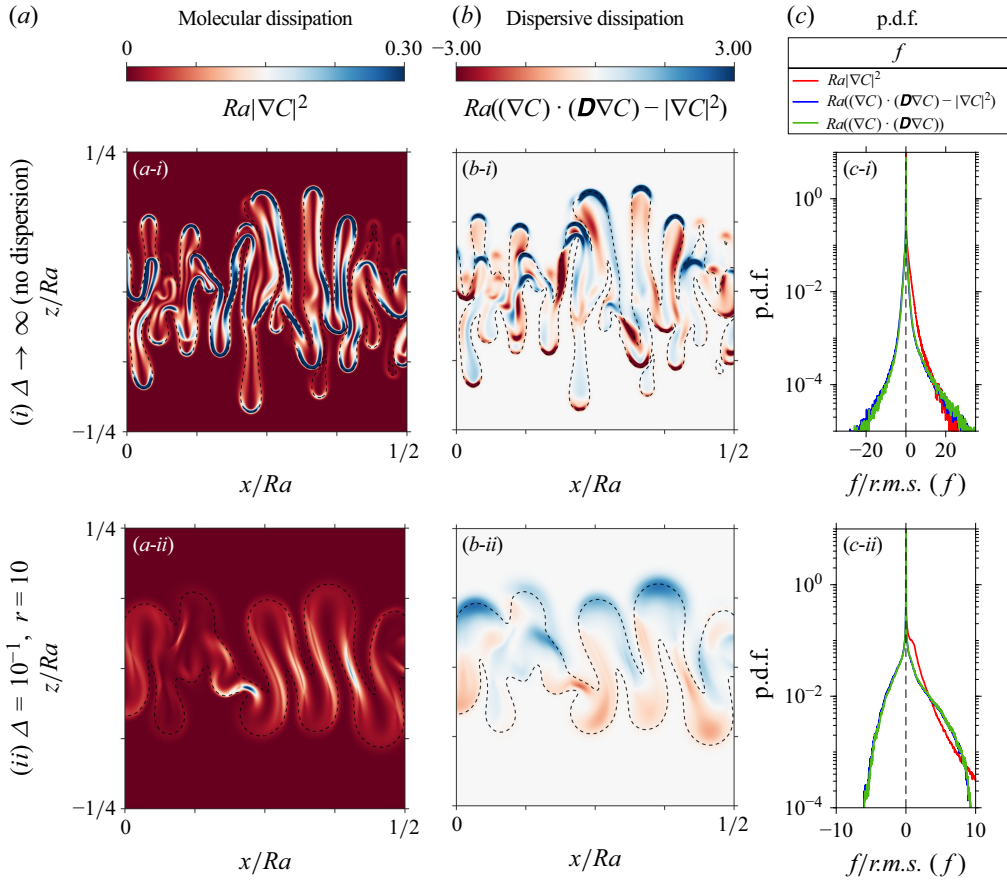 (a) Molecular dissipation (b) Dispersive dissipation (c) p.d.f.
0 0.30 −3.00 3.00
f
Ra|∇C|² Ra((∇C) · (D∇C) − |∇C|²)
Ra|∇C|²
Ra((∇C) · (D∇C) − |∇C|²)
Ra((∇C) · (D∇C))
(i) Δ → ∞ (no dispersion)
z/Ra
1/4
−1/4
(a-i)
0 1/2
x/Ra
(b-i)
0 1/2
x/Ra
(c-i)
p.d.f.
10⁰
10⁻²
10⁻⁴
−20 0 20
f/r.m.s. (f)
(ii) Δ = 10⁻¹, r = 10
z/Ra
1/4
−1/4
(a-ii)
0 1/2
x/Ra
(b-ii)
0 1/2
x/Ra
(c-ii)
p.d.f.
10⁰
10⁻²
10⁻⁴
−10 0 10
f/r.m.s. (f)